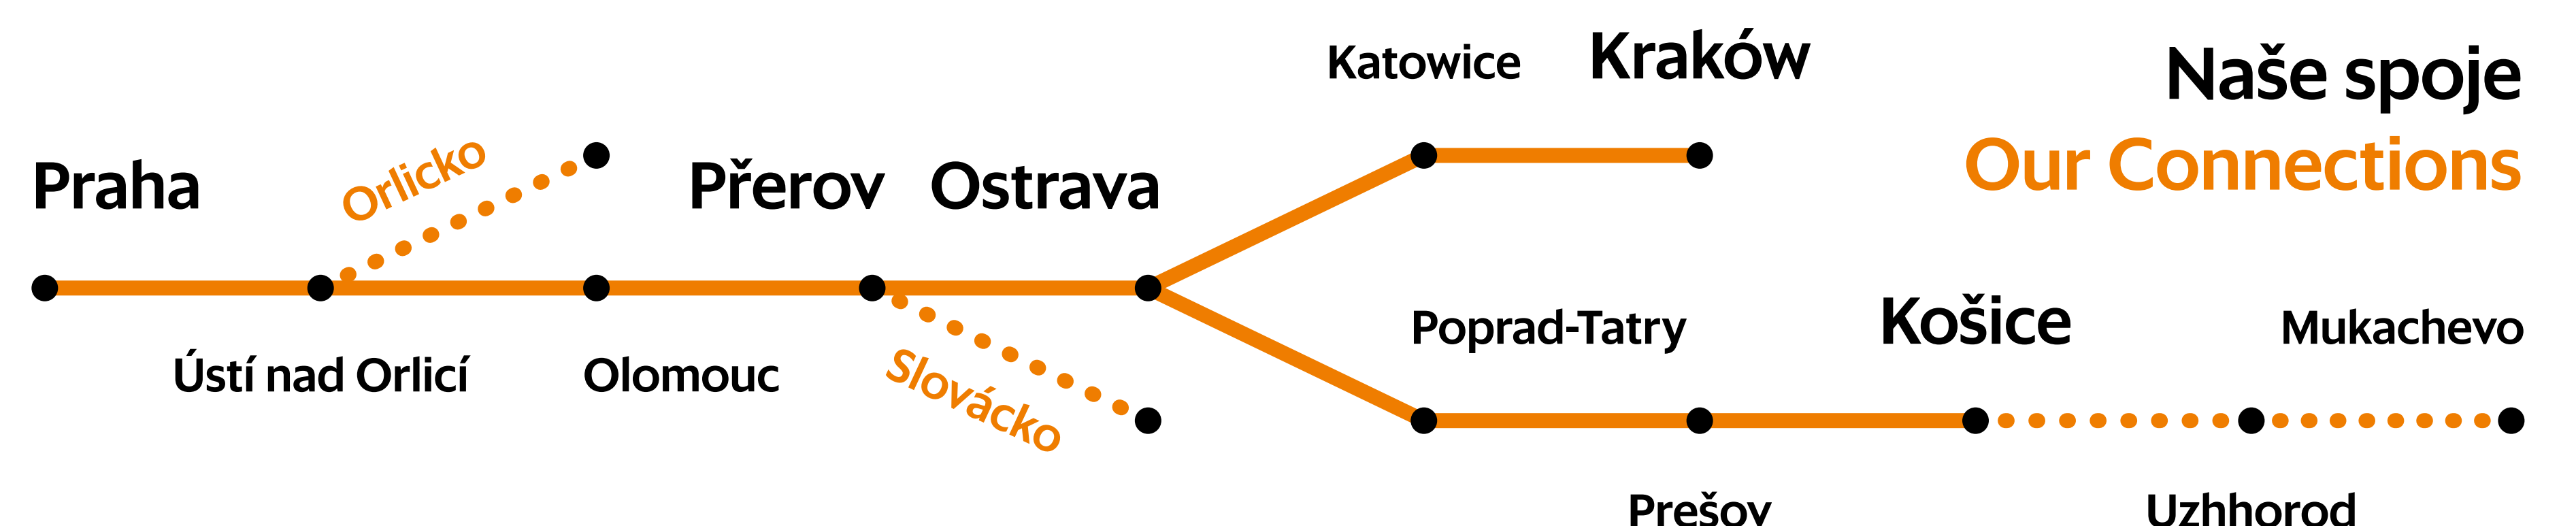 Naše spoje
Our Connections
Praha
Orlicko
Přerov
Ostrava
Katowice
Kraków
Ústí nad Orlicí
Olomouc
Slovácko
Poprad-Tatry
Košice
Mukachevo
Prešov
Uzhhorod